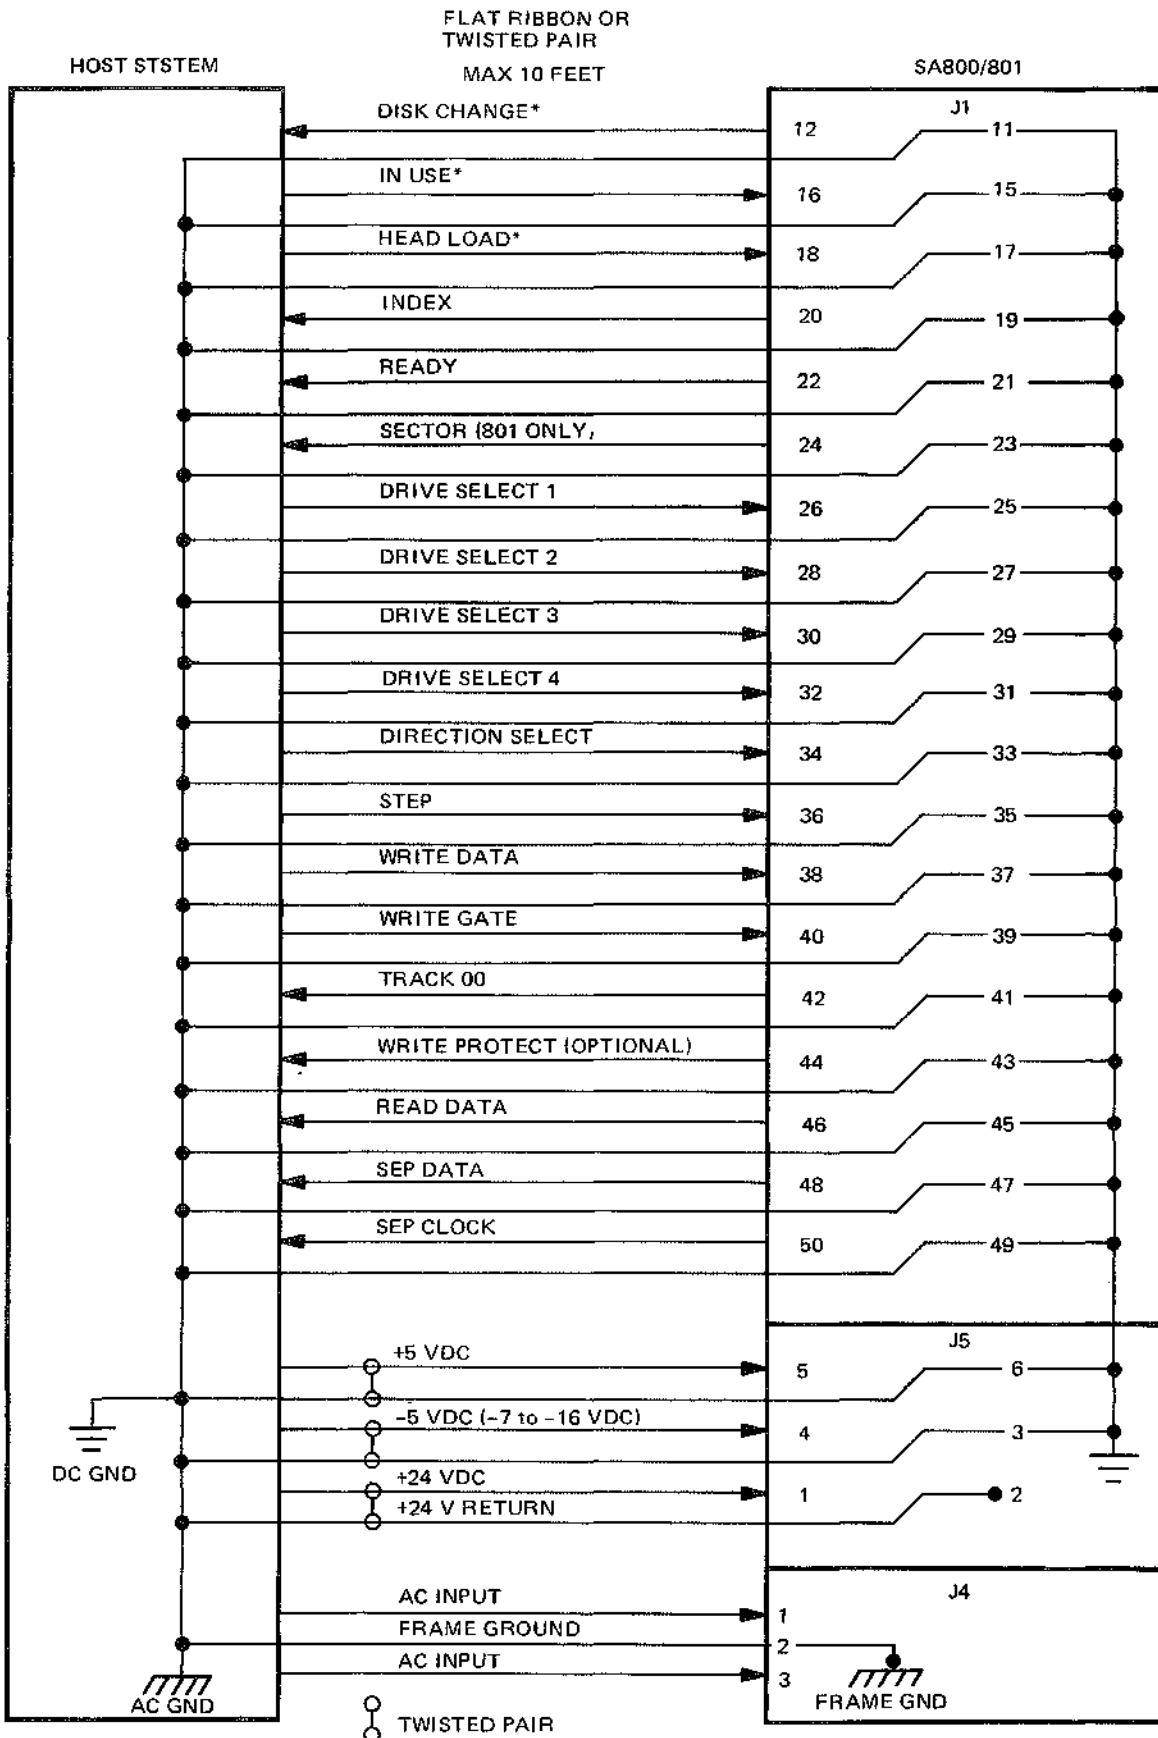 FLAT RIBBON OR
TWISTED PAIR
MAX 10 FEET
HOST STSTEM
SA800/801
J1
DISK CHANGE*
12
11
IN USE*
16
15
HEAD LOAD*
18
17
INDEX
20
19
READY
22
21
SECTOR (801 ONLY,
24
23
DRIVE SELECT 1
26
25
DRIVE SELECT 2
28
27
DRIVE SELECT 3
30
29
DRIVE SELECT 4
32
31
DIRECTION SELECT
34
33
STEP
36
35
WRITE DATA
38
37
WRITE GATE
40
39
TRACK 00
42
41
WRITE PROTECT (OPTIONAL)
44
43
READ DATA
46
45
SEP DATA
48
47
SEP CLOCK
50
49
J5
+5 VDC
5
6
-5 VDC (-7 to -16 VDC)
4
3
DC GND
+24 VDC
1
2
+24 V RETURN
J4
AC INPUT
1
FRAME GROUND
2
AC INPUT
3
AC GND
FRAME GND
TWISTED PAIR